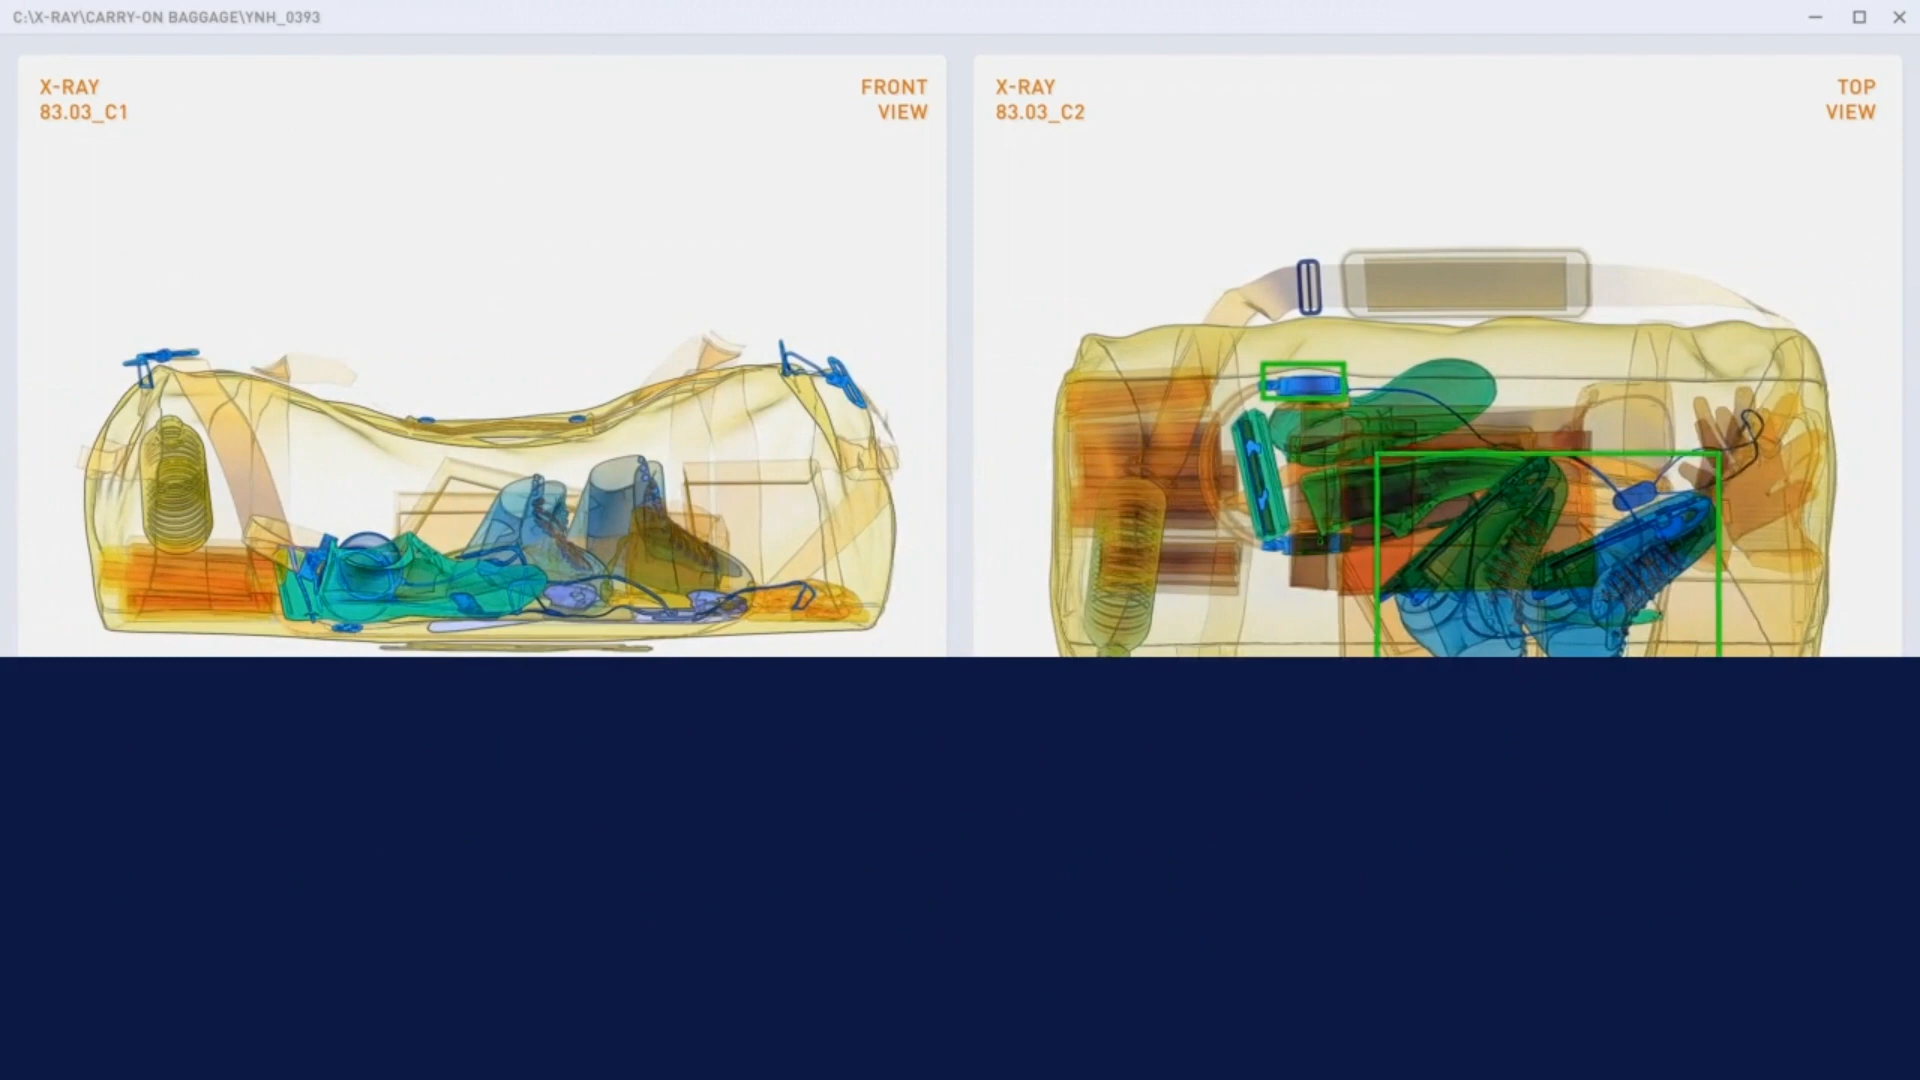 C:\X-RAY\CARRY-ON BAGGAGE\YNH_0393
X-RAY
83.03_C1
FRONT
VIEW
X-RAY
83.03_C2
TOP
VIEW